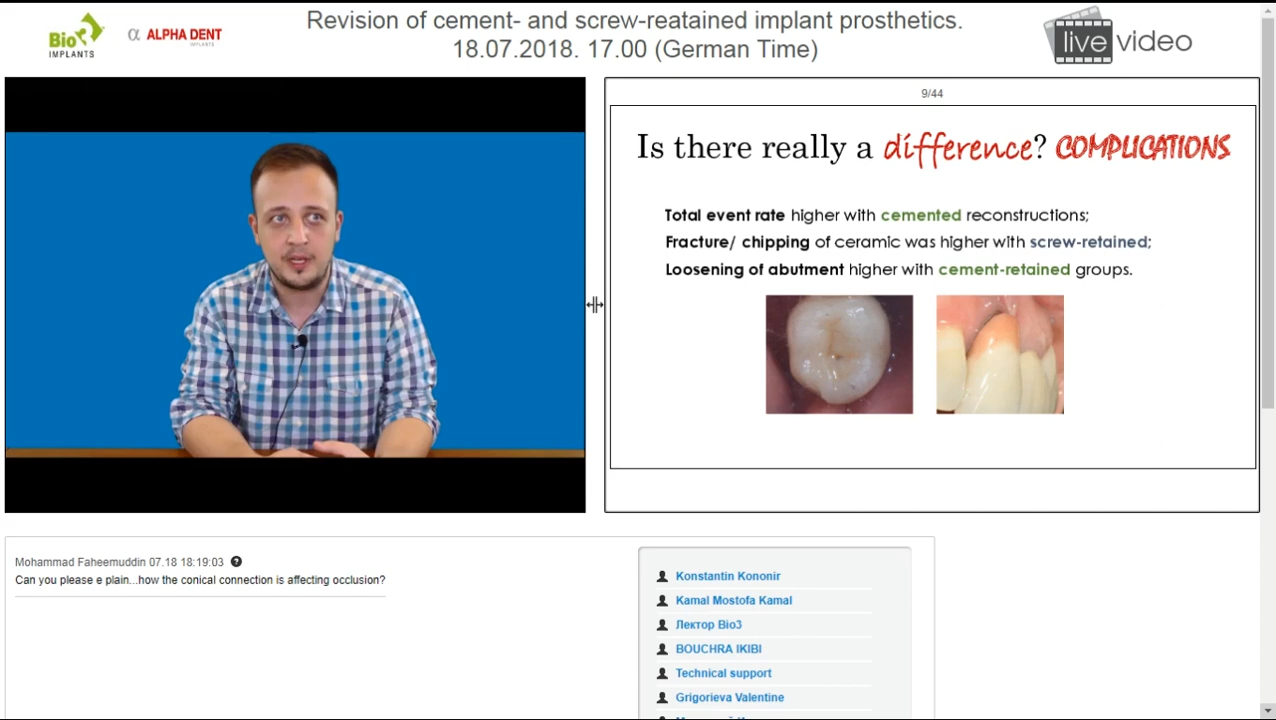 Bio
IMPLANTS
α ALPHA DENT
IMPLANTS
Revision of cement- and screw-reatained implant prosthetics.
18.07.2018. 17.00 (German Time)
live video
9/44
Is there really a difference? COMPLICATIONS
Total event rate higher with cemented reconstructions;
Fracture/ chipping of ceramic was higher with screw-retained;
Loosening of abutment higher with cement-retained groups.
Mohammad Faheemuddin 07.18 18:19:03 ?
Can you please e plain...how the conical connection is affecting occlusion?
Konstantin Kononir
Kamal Mostofa Kamal
Лектор Bio3
BOUCHRA IKIBI
Technical support
Grigorieva Valentine